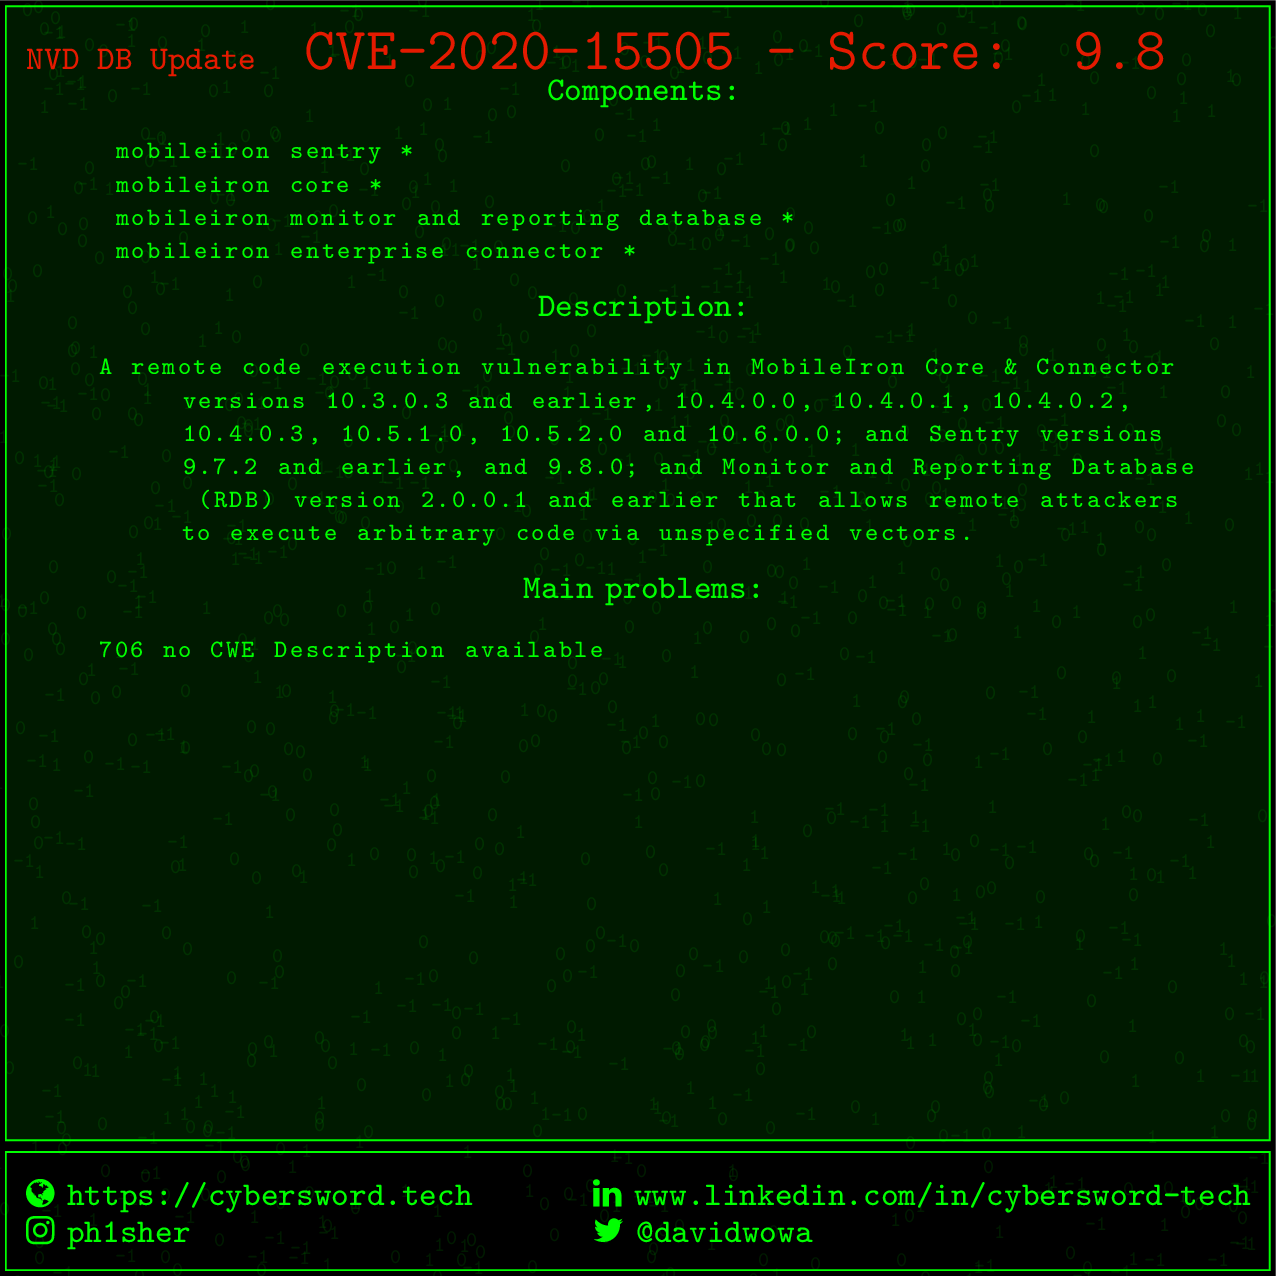 NVD DB Update CVE-2020-15505 - Score: 9.8
Components:
mobileiron sentry *
mobileiron core *
mobileiron monitor and reporting database *
mobileiron enterprise connector *
Description:
A remote code execution vulnerability in MobileIron Core & Connector
versions 10.3.0.3 and earlier, 10.4.0.0, 10.4.0.1, 10.4.0.2,
10.4.0.3, 10.5.1.0, 10.5.2.0 and 10.6.0.0; and Sentry versions
9.7.2 and earlier, and 9.8.0; and Monitor and Reporting Database
(RDB) version 2.0.0.1 and earlier that allows remote attackers
to execute arbitrary code via unspecified vectors.
Main problems:
706 no CWE Description available
https://cybersword.tech www.linkedin.com/in/cybersword-tech
ph1sher @davidwowa